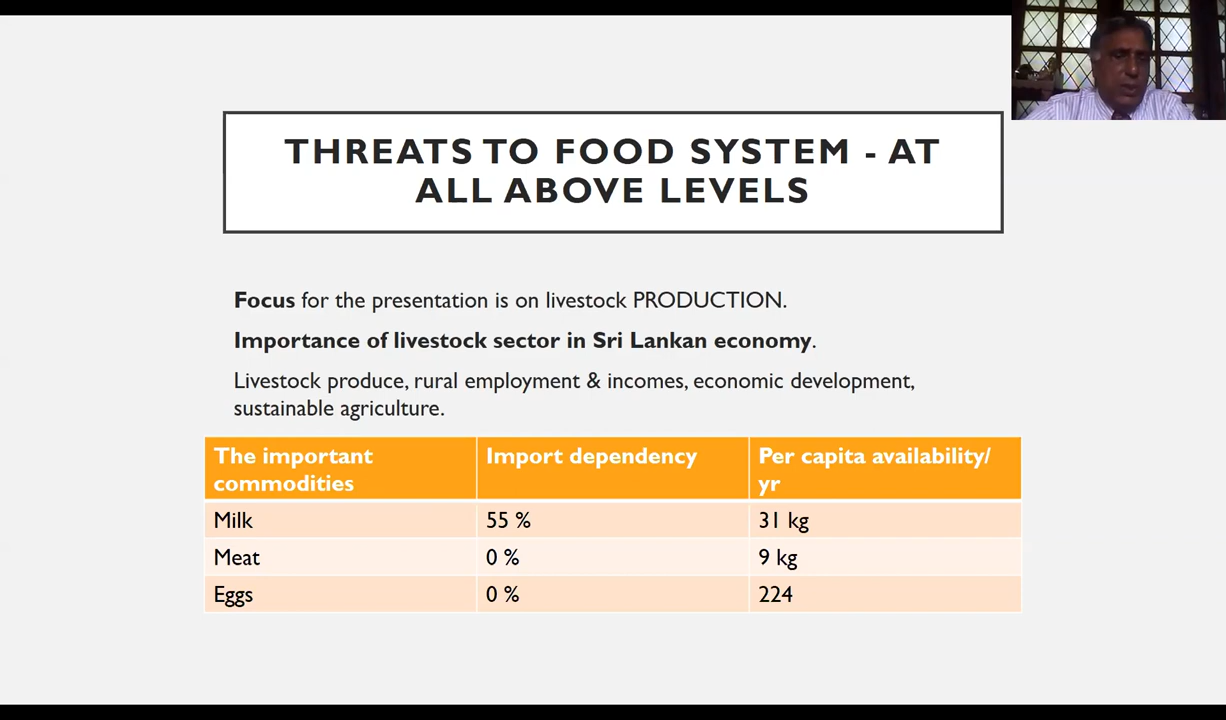 THREATS TO FOOD SYSTEM - AT
ALL ABOVE LEVELS
Focus for the presentation is on livestock PRODUCTION.
Importance of livestock sector in Sri Lankan economy.
Livestock produce, rural employment & incomes, economic development,
sustainable agriculture.
The important commodities Import dependency Per capita availability/ yr
Milk 55 % 31 kg
Meat 0 % 9 kg
Eggs 0 % 224